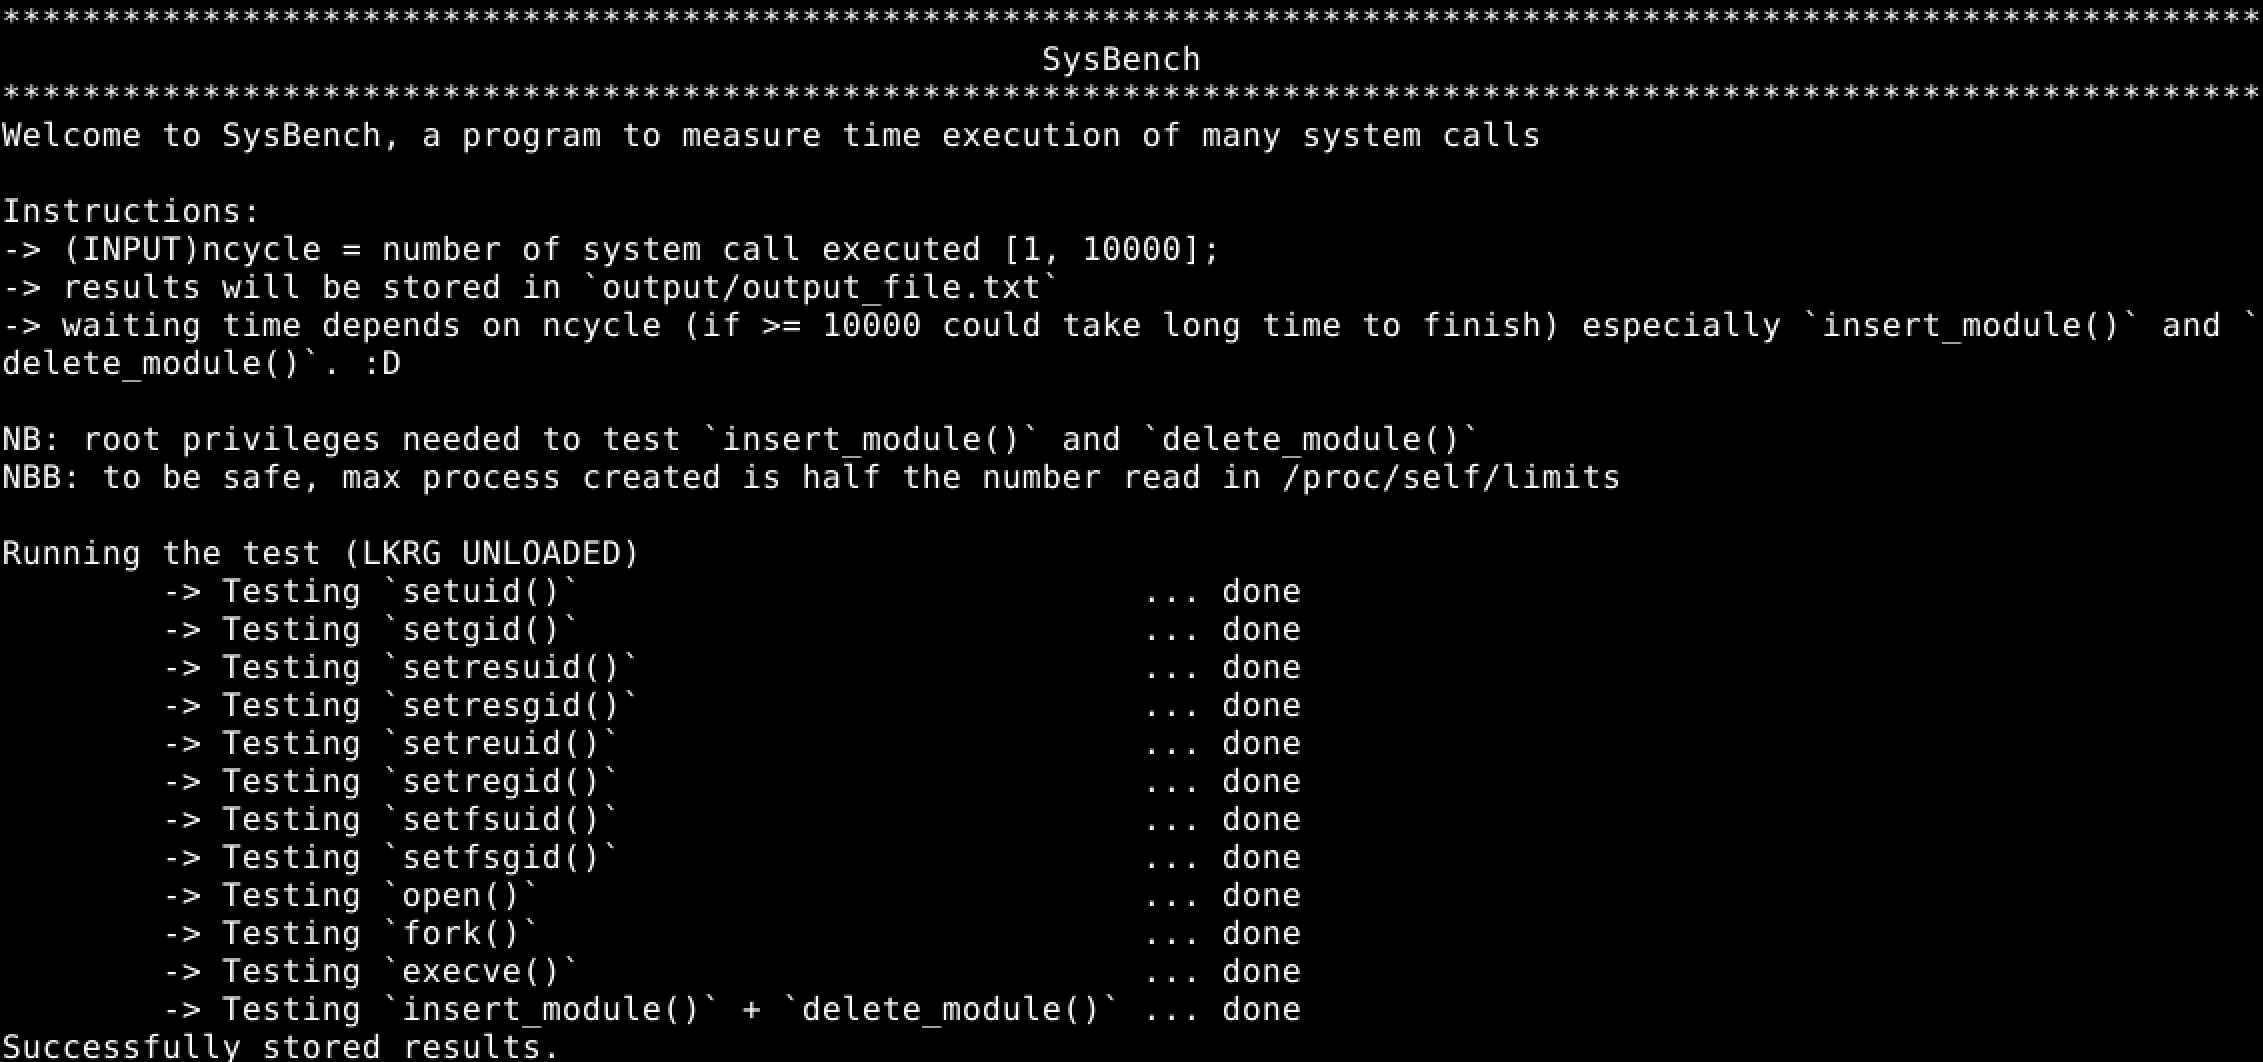 *****************************************************************************************************************
SysBench
*****************************************************************************************************************
Welcome to SysBench, a program to measure time execution of many system calls
Instructions:
-> (INPUT)ncycle = number of system call executed [1, 10000];
-> results will be stored in `output/output_file.txt`
-> waiting time depends on ncycle (if >= 10000 could take long time to finish) especially `insert_module()` and `
delete_module()`. :D
NB: root privileges needed to test `insert_module()` and `delete_module()`
NBB: to be safe, max process created is half the number read in /proc/self/limits
Running the test (LKRG UNLOADED)
-> Testing `setuid()` ... done
-> Testing `setgid()` ... done
-> Testing `setresuid()` ... done
-> Testing `setresgid()` ... done
-> Testing `setreuid()` ... done
-> Testing `setregid()` ... done
-> Testing `setfsuid()` ... done
-> Testing `setfsgid()` ... done
-> Testing `open()` ... done
-> Testing `fork()` ... done
-> Testing `execve()` ... done
-> Testing `insert_module()` + `delete_module()` ... done
Successfully stored results.